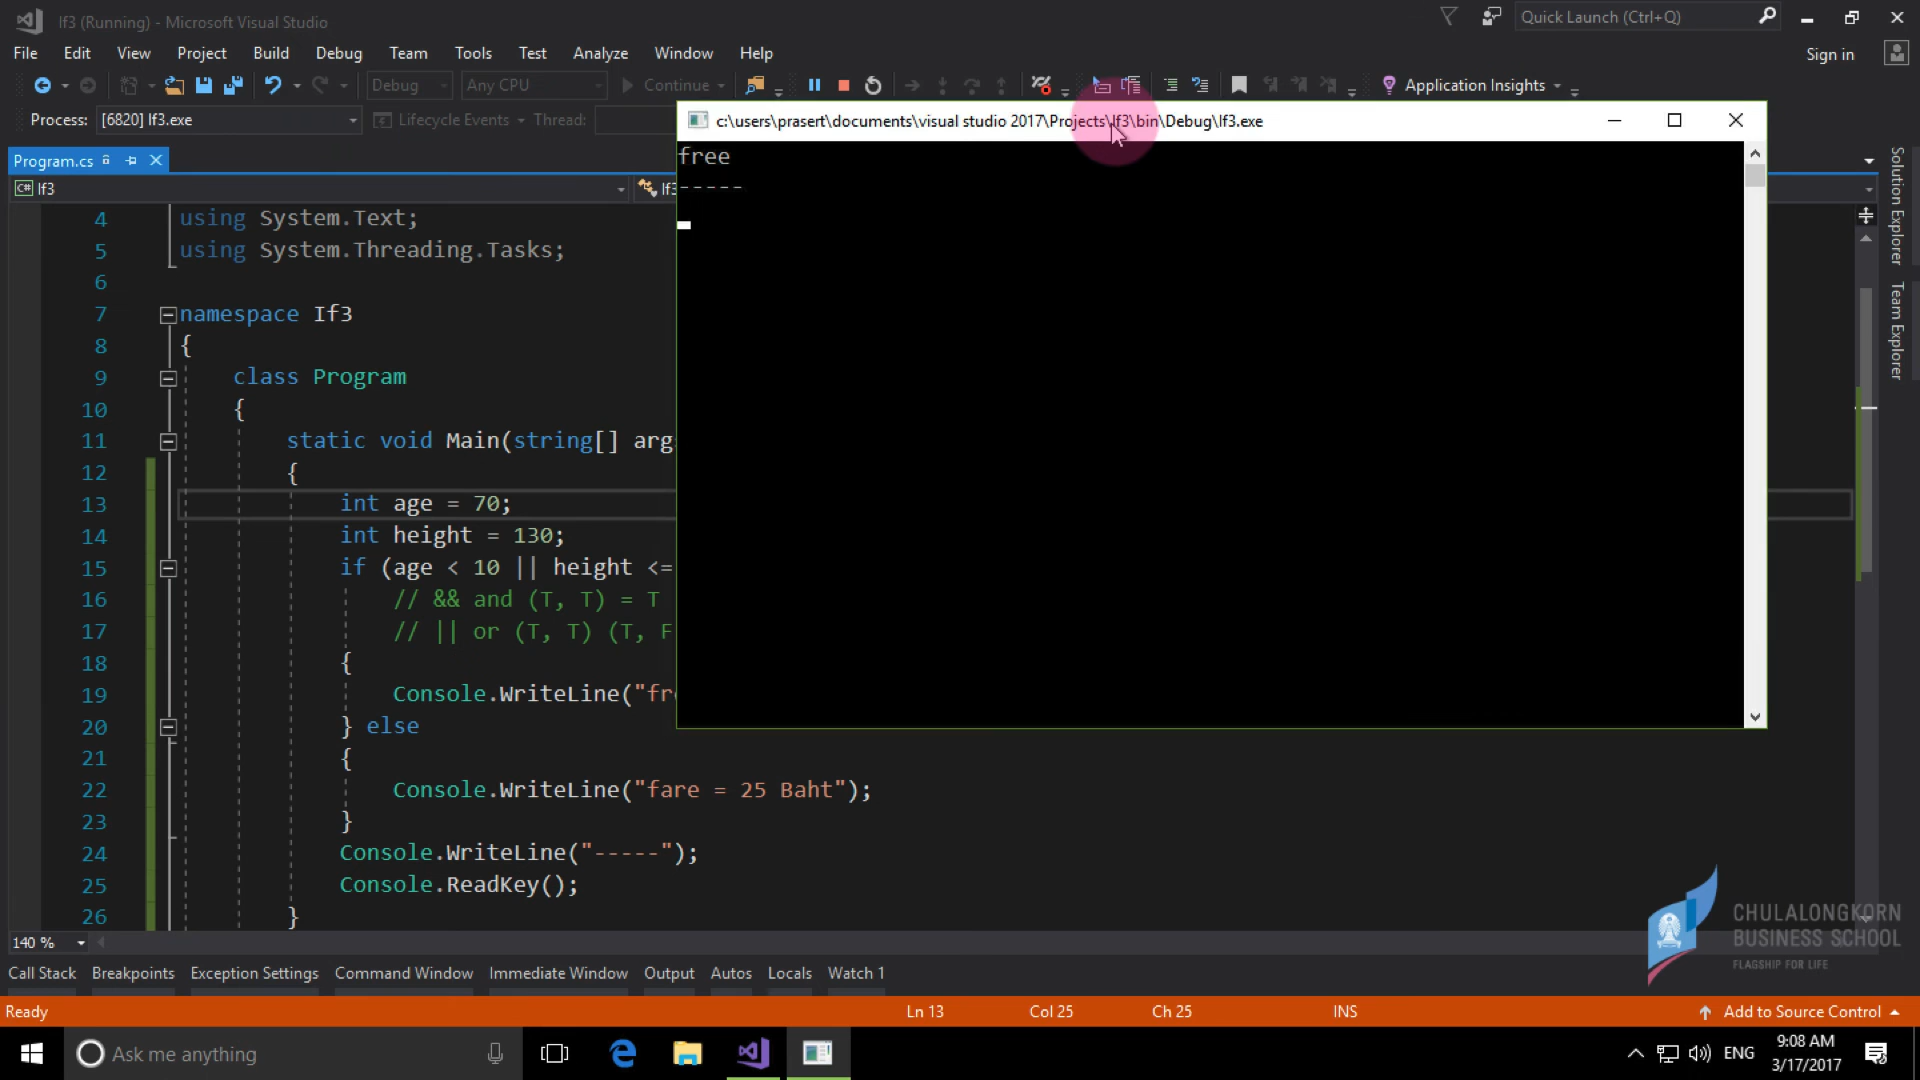 If3 (Running) - Microsoft Visual Studio
Quick Launch (Ctrl+Q)
File Edit View Project Build Debug Team Tools Test Analyze Window Help
Sign in
Debug Any CPU Continue Application Insights
Process: [6820] If3.exe Lifecycle Events Thread:
c:\users\prasert\documents\visual studio 2017\Projects\If3\bin\Debug\If3.exe
free
-----
Program.cs
C# If3
If3
4 using System.Text;
5 using System.Threading.Tasks;
6
7 namespace If3
8 {
9 class Program
10 {
11 static void Main(string[] arg
12 {
13 int age = 70;
14 int height = 130;
15 if (age < 10 || height <=
16 // && and (T, T) = T
17 // || or (T, T) (T, F
18 {
19 Console.WriteLine("fr
20 } else
21 {
22 Console.WriteLine("fare = 25 Baht");
23 }
24 Console.WriteLine("-----");
25 Console.ReadKey();
26 }
Solution Explorer
Team Explorer
CHULALONGKORN
BUSINESS SCHOOL
FLAGSHIP FOR LIFE
140 %
Call Stack Breakpoints Exception Settings Command Window Immediate Window Output Autos Locals Watch 1
Ready Ln 13 Col 25 Ch 25 INS Add to Source Control
Ask me anything
ENG
9:08 AM
3/17/2017